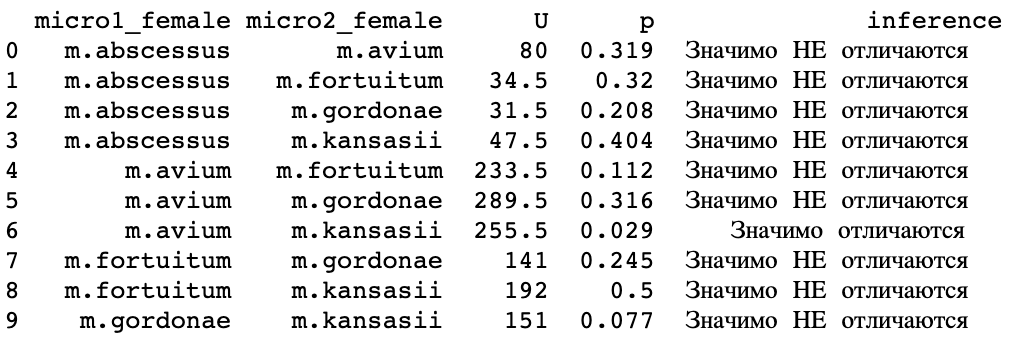 micro1_female micro2_female U p inference
0 m.abscessus m.avium 80 0.319 Значимо НЕ отличаются
1 m.abscessus m.fortuitum 34.5 0.32 Значимо НЕ отличаются
2 m.abscessus m.gordonae 31.5 0.208 Значимо НЕ отличаются
3 m.abscessus m.kansasii 47.5 0.404 Значимо НЕ отличаются
4 m.avium m.fortuitum 233.5 0.112 Значимо НЕ отличаются
5 m.avium m.gordonae 289.5 0.316 Значимо НЕ отличаются
6 m.avium m.kansasii 255.5 0.029 Значимо отличаются
7 m.fortuitum m.gordonae 141 0.245 Значимо НЕ отличаются
8 m.fortuitum m.kansasii 192 0.5 Значимо НЕ отличаются
9 m.gordonae m.kansasii 151 0.077 Значимо НЕ отличаются